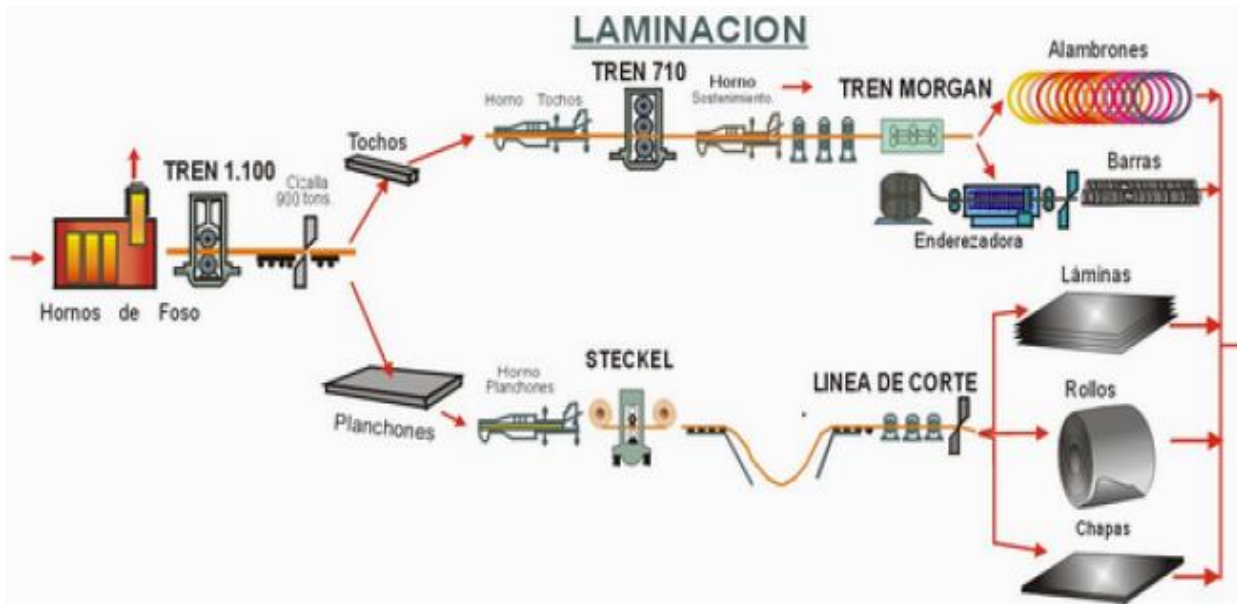 LAMINACION
Hornos de Foso
TREN 1.100
Cizalla
900 tons.
Tochos
Horno Tochos
TREN 710
Horno
Sostenimiento.
TREN MORGAN
Alambrones
Enderezadora
Barras
Planchones
Horno
Planchones
STECKEL
LINEA DE CORTE
Láminas
Rollos
Chapas